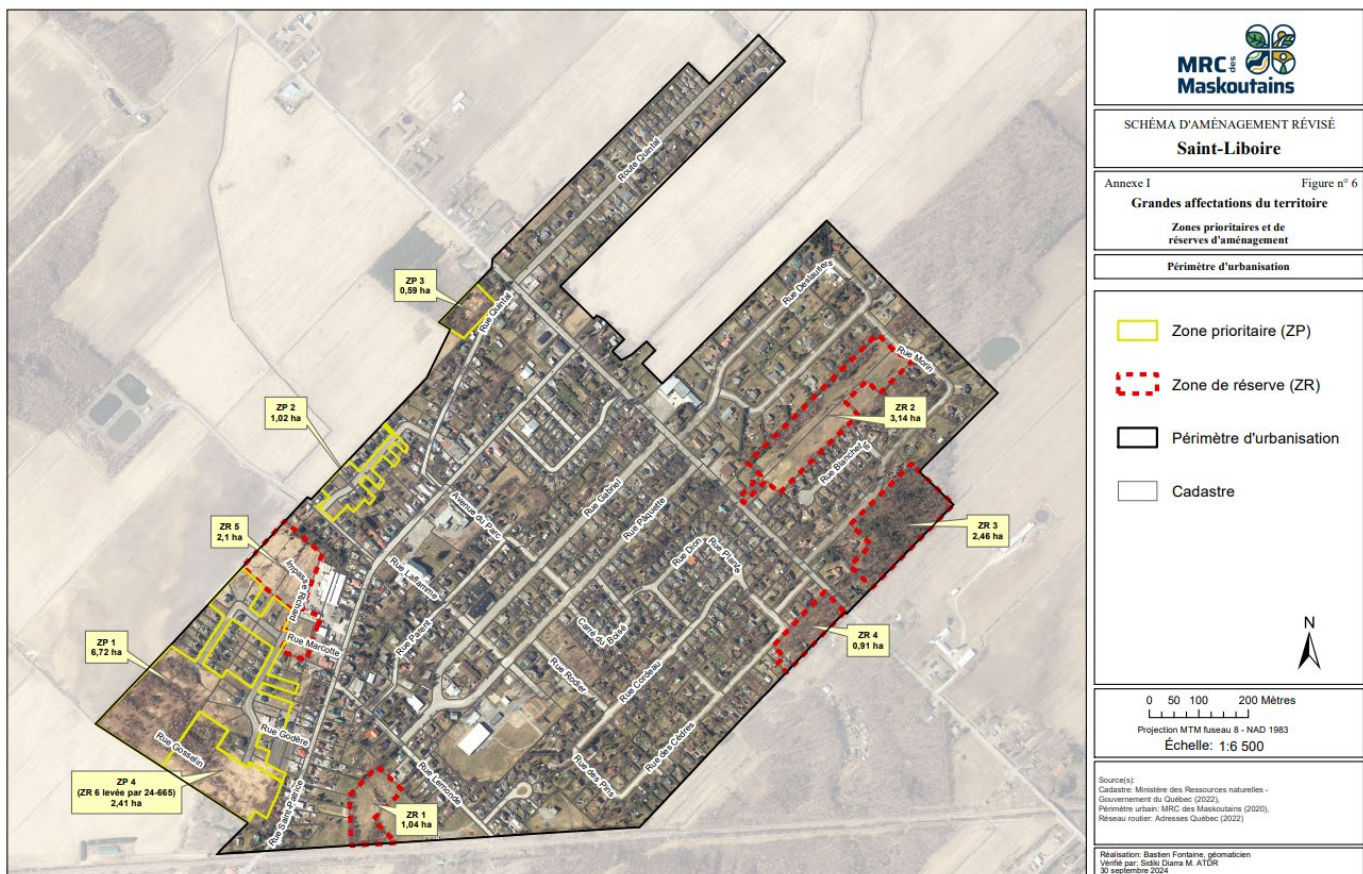 Route Quintal
ZP 3
0,59 ha
Rue Quintal
Rue Deslauriers
Rue Morin
ZP 2
1,02 ha
ZR 2
3,14 ha
Avenue du Parc
Rue Gabriel
Rue Paquette
ZR 5
2,1 ha
ZR 3
2,46 ha
Impasse Richard
Rue Laflamme
Rue Dion
Rue Plante
Rue Parent
Carré du Boisé
Rue Marcotte
ZR 4
0,91 ha
ZP 1
6,72 ha
Rue Rodier
Rue Cordeau
Rue Godère
Rue Gosselin
Rue des Cèdres
Rue des Pins
Rue Lemonde
ZP 4
(ZR 6 levée par 24-665)
2,41 ha
Rue Saint-Patrice
ZR 1
1,04 ha
MRC des
Maskoutains
SCHÉMA D'AMÉNAGEMENT RÉVISÉ
Saint-Liboire
Annexe I Figure n° 6
Grandes affectations du territoire
Zones prioritaires et de
réserves d'aménagement
Périmètre d'urbanisation
Zone prioritaire (ZP)
Zone de réserve (ZR)
Périmètre d'urbanisation
Cadastre
N
0 50 100 200 Mètres
Projection MTM fuseau 8 - NAD 1983
Échelle: 1:6 500
Source(s):
Cadastre: Ministère des Ressources naturelles -
Gouvernement du Québec (2022),
Périmètre urbain: MRC des Maskoutains (2020),
Réseau routier: Adresses Québec (2022)
Réalisation: Bastien Fontaine, géomaticien
Vérifié par: Sidiki Diarra M. ATDR
30 septembre 2024